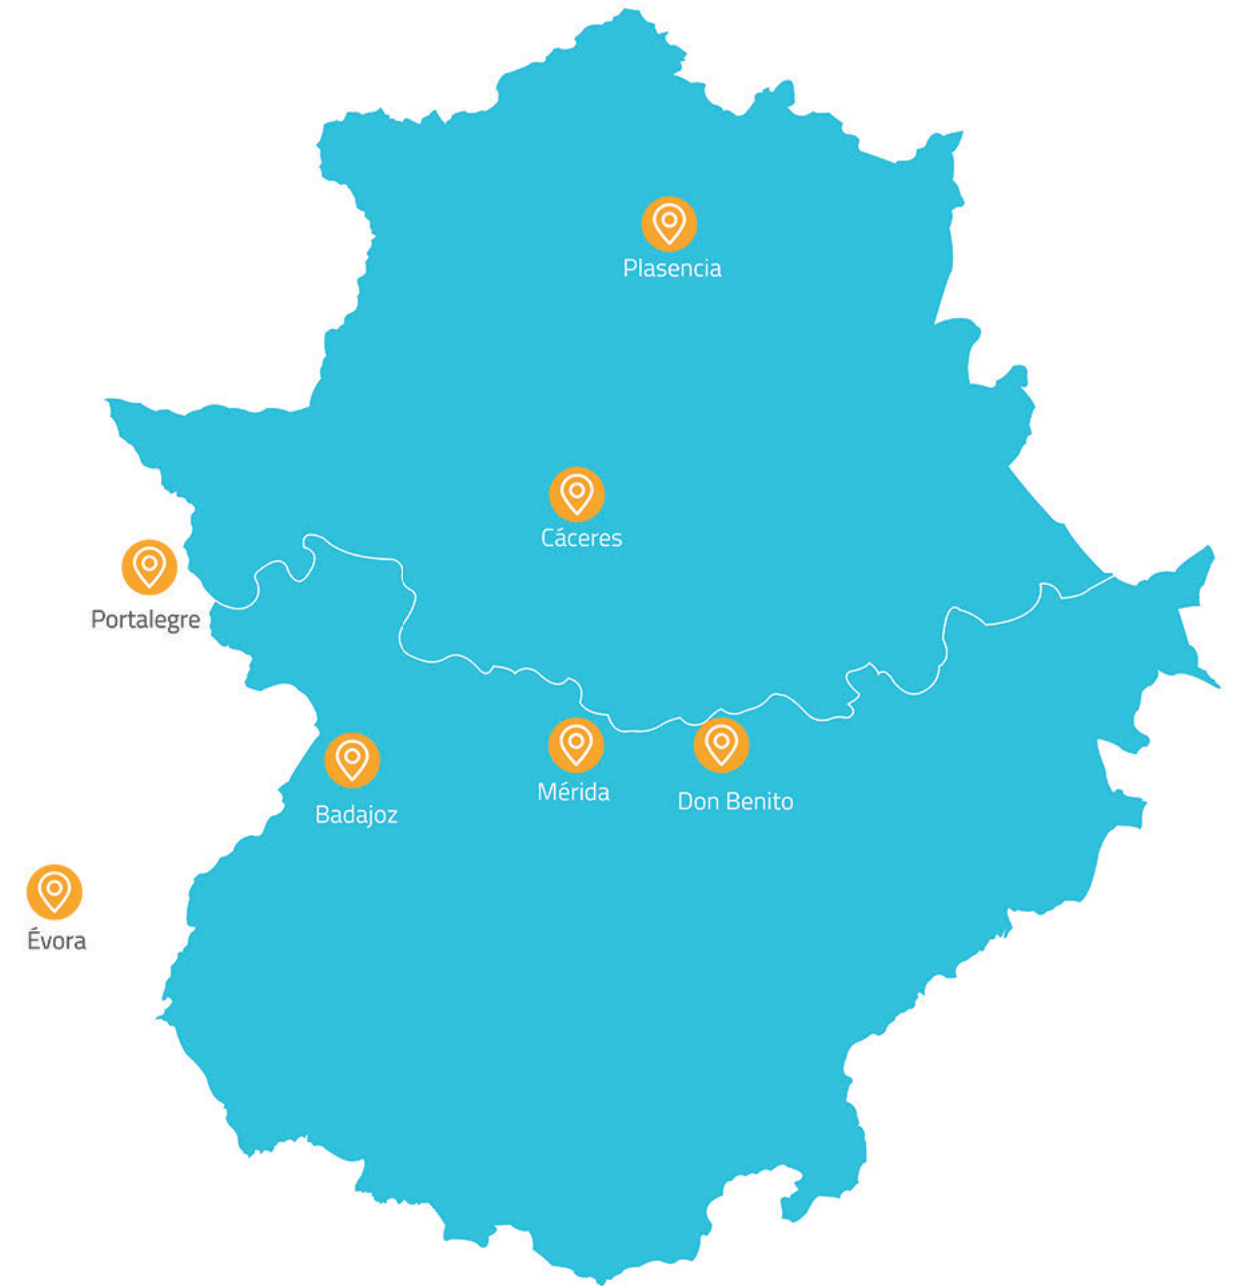 Plasencia
Cáceres
Portalegre
Mérida
Don Benito
Badajoz
Évora